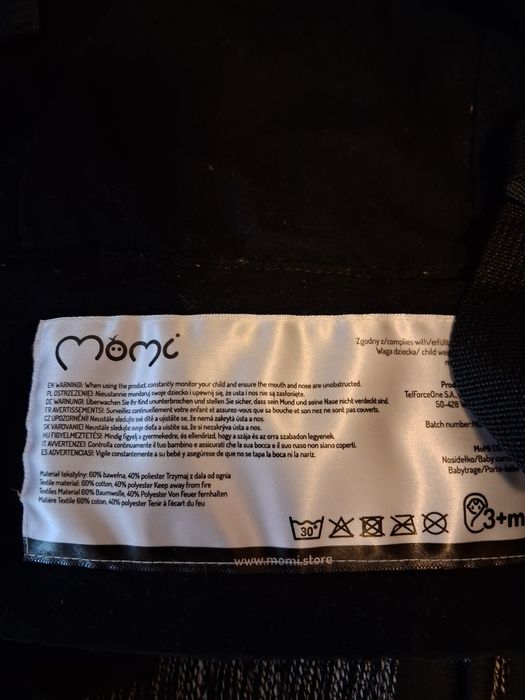 momi
EN WARNING!: When using the product constantly monitor your child and ensure the mouth and nose are unobstructed.
PL OSTRZEŻENIE!: Nieustannie monitoruj swoje dziecko i upewnij się, że usta i nos nie są zasłonięte.
DE WARNUNG!: Überwachen Sie Ihr Kind ununterbrochen und stellen Sie sicher, dass sein Mund und seine Nase nicht verdeckt sind.
FR AVERTISSEMENTS!: Surveillez continuellement votre enfant et assurez-vous que sa bouche et son nez ne sont pas couverts.
CZ UPOZORNĚNÍ!: Neustále sledujte své dítě a ujistěte se, že nemá zakrytá ústa a nos.
SK VAROVANIE!: Neustále sledujte svoje dieťa a uistite sa, že si nezakrýva ústa a nos.
HU FIGYELMEZTETÉS!: Mindig figyelj a gyermekedre, és ellenőrizd, hogy a szája és az orra szabadon legyenek.
IT AVVERTENZE!: Controlla continuamente il tuo bambino e assicurati che la sua bocca e il suo naso non siano coperti.
ES ADVERTENCIAS!: Vigile constantemente a su bebé y asegúrese de que no se tapa la boca ni la nariz.
Materiał tekstylny: 60% bawełna, 40% poliester Trzymaj z dala od ognia
Textile material: 60% cotton, 40% polyester Keep away from fire
Textiles Material 60% Baumwolle, 40% Polyester Von Feuer fernhalten
Matière Textile 60% coton, 40% polyester Tenir à l'écart du feu
Zgodny z/complies with/erfüllt
Waga dziecka/ child wei
Prod
TelForceOne S.A.
50-428
Batch number:
MoMi
Nosidełko/Baby carr
Babytrage/Porte-
30°
3+m
www.momi.store